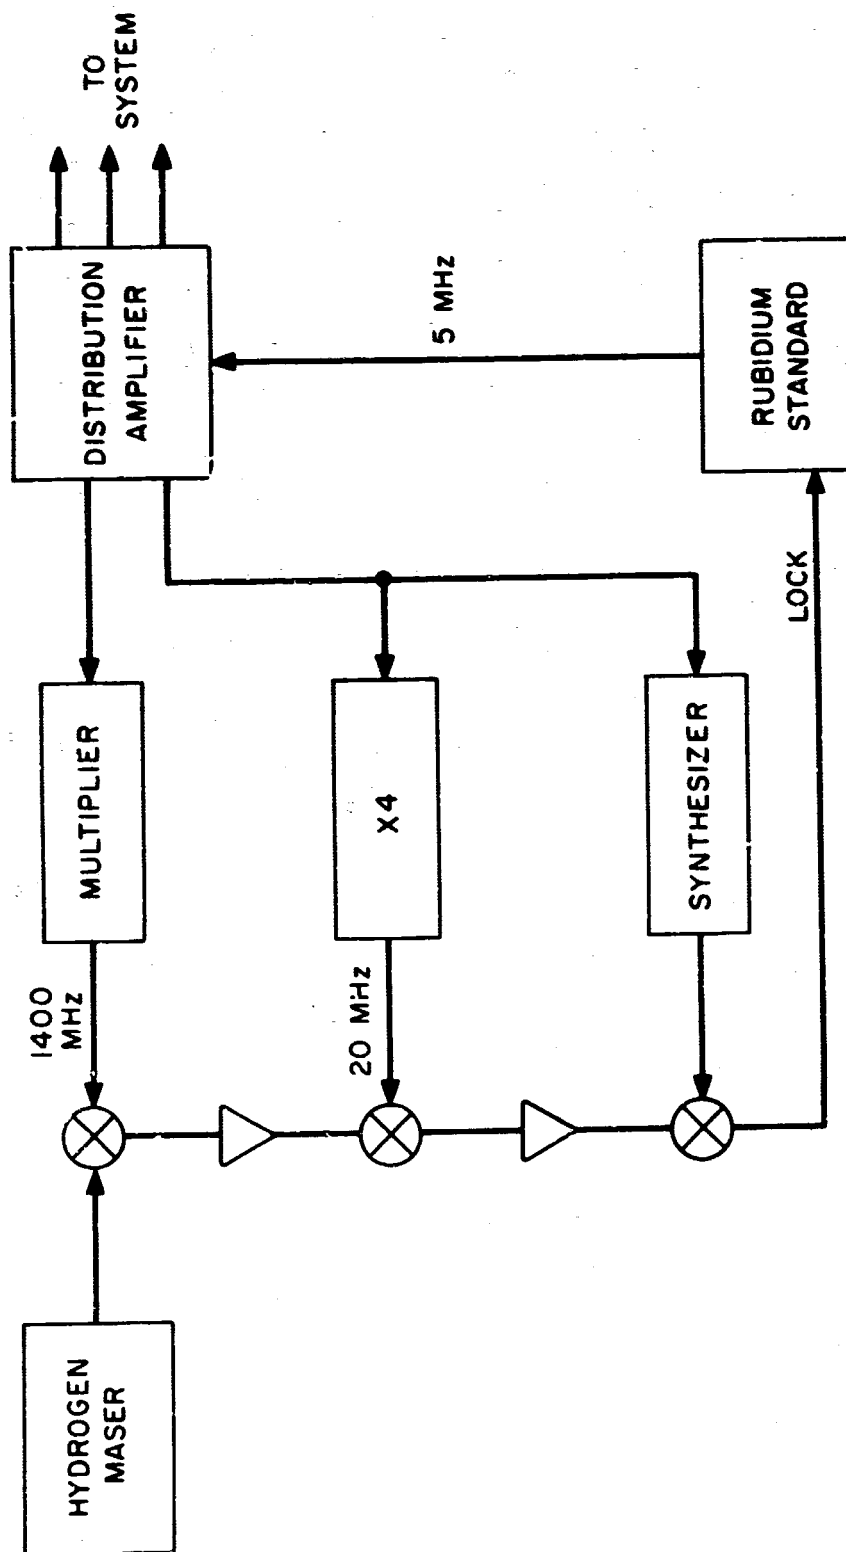 HYDROGEN
MASER
1400
MHz
MULTIPLIER
DISTRIBUTION
AMPLIFIER
TO
SYSTEM
20 MHz
X4
5 MHz
SYNTHESIZER
LOCK
RUBIDIUM
STANDARD